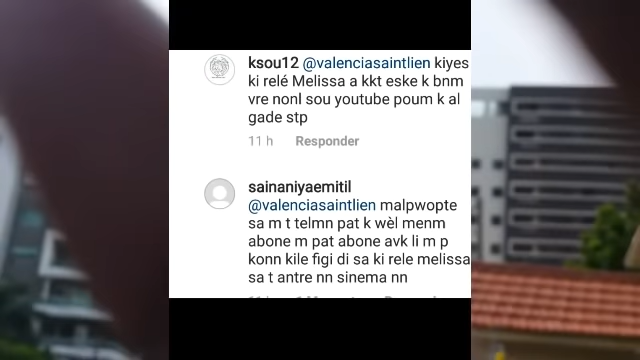 ksou12 @valenciasaintlien kiyes
ki relé Melissa a kkt eske k bnm
vre nonl sou youtube poum k al
gade stp
11 h Responder
sainaniyaemitil
@valenciasaintlien malpwopte
sa m t telmn pat k wèl menm
abone m pat abone avk li m p
konn kile figi di sa ki rele melissa
sa t antre nn sinema nn